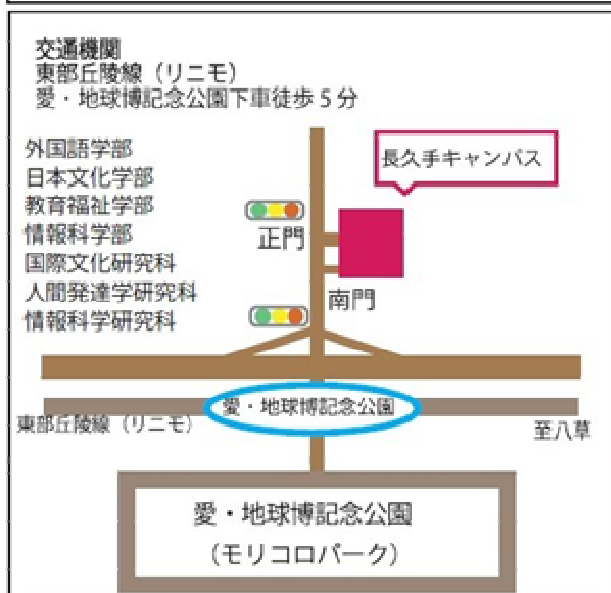 交通機関
東部丘陵線（リニモ）
愛・地球博記念公園下車徒歩 5 分
外国語学部
日本文化学部
教育福祉学部
情報科学部
国際文化研究科
人間発達学研究科
情報科学研究科
長久手キャンパス
正門
南門
愛・地球博記念公園
東部丘陵線（リニモ）
至八草
愛・地球博記念公園
（モリコロパーク）